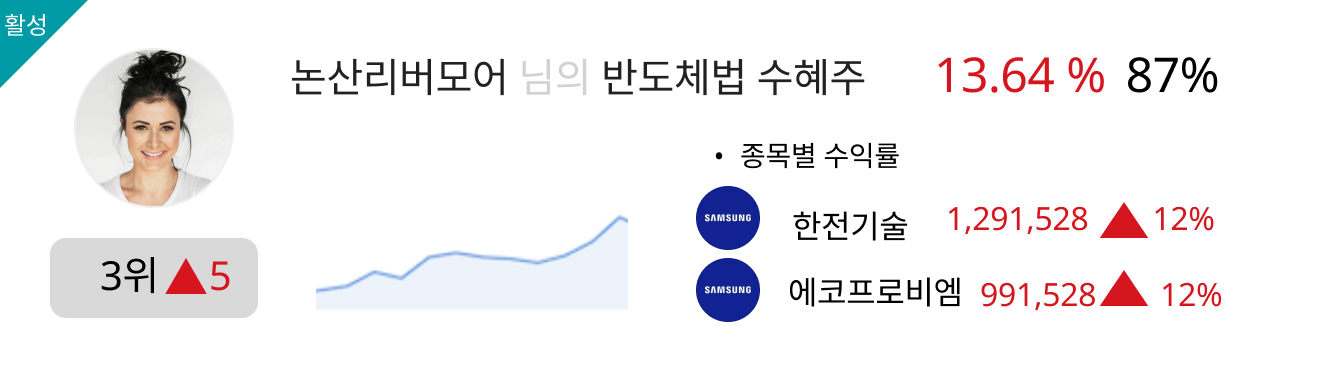 활성
논산리버모어 님의 반도체법 수혜주 13.64 % 87%
• 종목별 수익률
SAMSUNG 한전기술 1,291,528 ▲ 12%
3위 ▲ 5
SAMSUNG 에코프로비엠 991,528 ▲ 12%